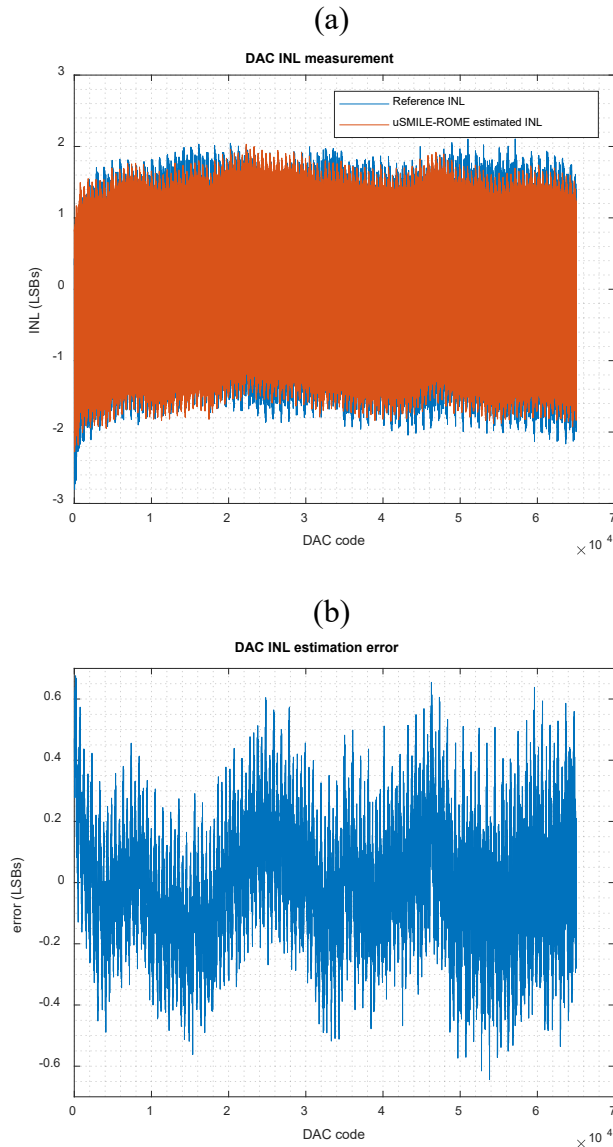 (a)
DAC INL measurement
3
2
1
0
-1
-2
-3
INL (LSBs)
Reference INL
uSMILE-ROME estimated INL
0
1
2
3
4
5
6
7
DAC code
× 10 4
(b)
DAC INL estimation error
0.6
0.4
0.2
0
-0.2
-0.4
-0.6
error (LSBs)
0
1
2
3
4
5
6
7
DAC code
× 10 4